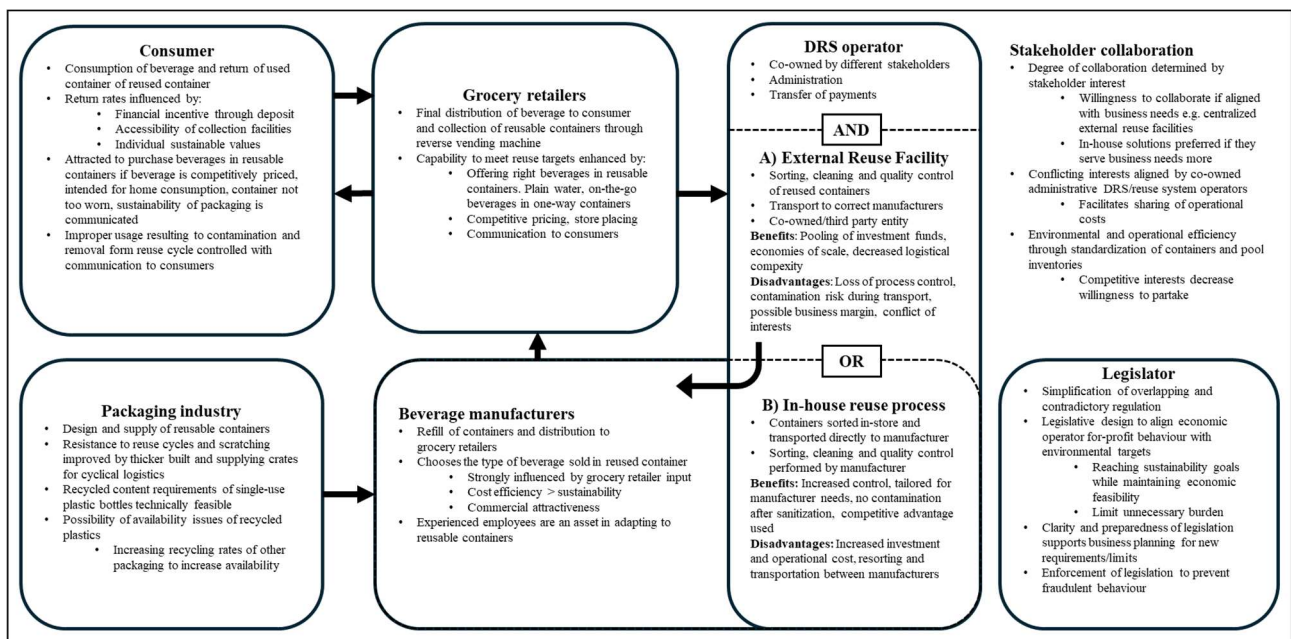 Consumer
• Consumption of beverage and return of used
container of reused container
• Return rates influenced by:
• Financial incentive through deposit
• Accessibility of collection facilities
• Individual sustainable values
• Attracted to purchase beverages in reusable
containers if beverage is competitively priced,
intended for home consumption, container not
too worn, sustainability of packaging is
communicated
• Improper usage resulting to contamination and
removal form reuse cycle controlled with
communication to consumers
Grocery retailers
• Final distribution of beverage to consumer
and collection of reusable containers through
reverse vending machine
• Capability to meet reuse targets enhanced by:
• Offering right beverages in reusable
containers. Plain water, on-the-go
beverages in one-way containers
• Competitive pricing, store placing
• Communication to consumers
DRS operator
• Co-owned by different stakeholders
• Administration
• Transfer of payments
AND
A) External Reuse Facility
• Sorting, cleaning and quality control
of reused containers
• Transport to correct manufacturers
• Co-owned/third party entity
Benefits: Pooling of investment funds,
economies of scale, decreased logistical
compexity
Disadvantages: Loss of process control,
contamination risk during transport,
possible business margin, conflict of
interests
OR
B) In-house reuse process
• Containers sorted in-store and
transported directly to manufacturer
• Sorting, cleaning and quality control
performed by manufacturer
Benefits: Increased control, tailored for
manufacturer needs, no contamination
after sanitization, competitive advantage
used
Disadvantages: Increased investment
and operational cost, resorting and
transportation between manufacturers
Stakeholder collaboration
• Degree of collaboration determined by
stakeholder interest
• Willingness to collaborate if aligned
with business needs e.g. centralized
external reuse facilities
• In-house solutions preferred if they
serve business needs more
• Conflicting interests aligned by co-owned
administrative DRS/reuse system operators
• Facilitates sharing of operational
costs
• Environmental and operational efficiency
through standardization of containers and pool
inventories
• Competitive interests decrease
willingness to partake
Packaging industry
• Design and supply of reusable containers
• Resistance to reuse cycles and scratching
improved by thicker built and supplying crates
for cyclical logistics
• Recycled content requirements of single-use
plastic bottles technically feasible
• Possibility of availability issues of recycled
plastics
• Increasing recycling rates of other
packaging to increase availability
Beverage manufacturers
• Refill of containers and distribution to
grocery retailers
• Chooses the type of beverage sold in reused container
• Strongly influenced by grocery retailer input
• Cost efficiency > sustainability
• Commercial attractiveness
• Experienced employees are an asset in adapting to
reusable containers
Legislator
• Simplification of overlapping and
contradictory regulation
• Legislative design to align economic
operator for-profit behaviour with
environmental targets
• Reaching sustainability goals
while maintaining economic
feasibility
• Limit unnecessary burden
• Clarity and preparedness of legislation
supports business planning for new
requirements/limits
• Enforcement of legislation to prevent
fraudulent behaviour